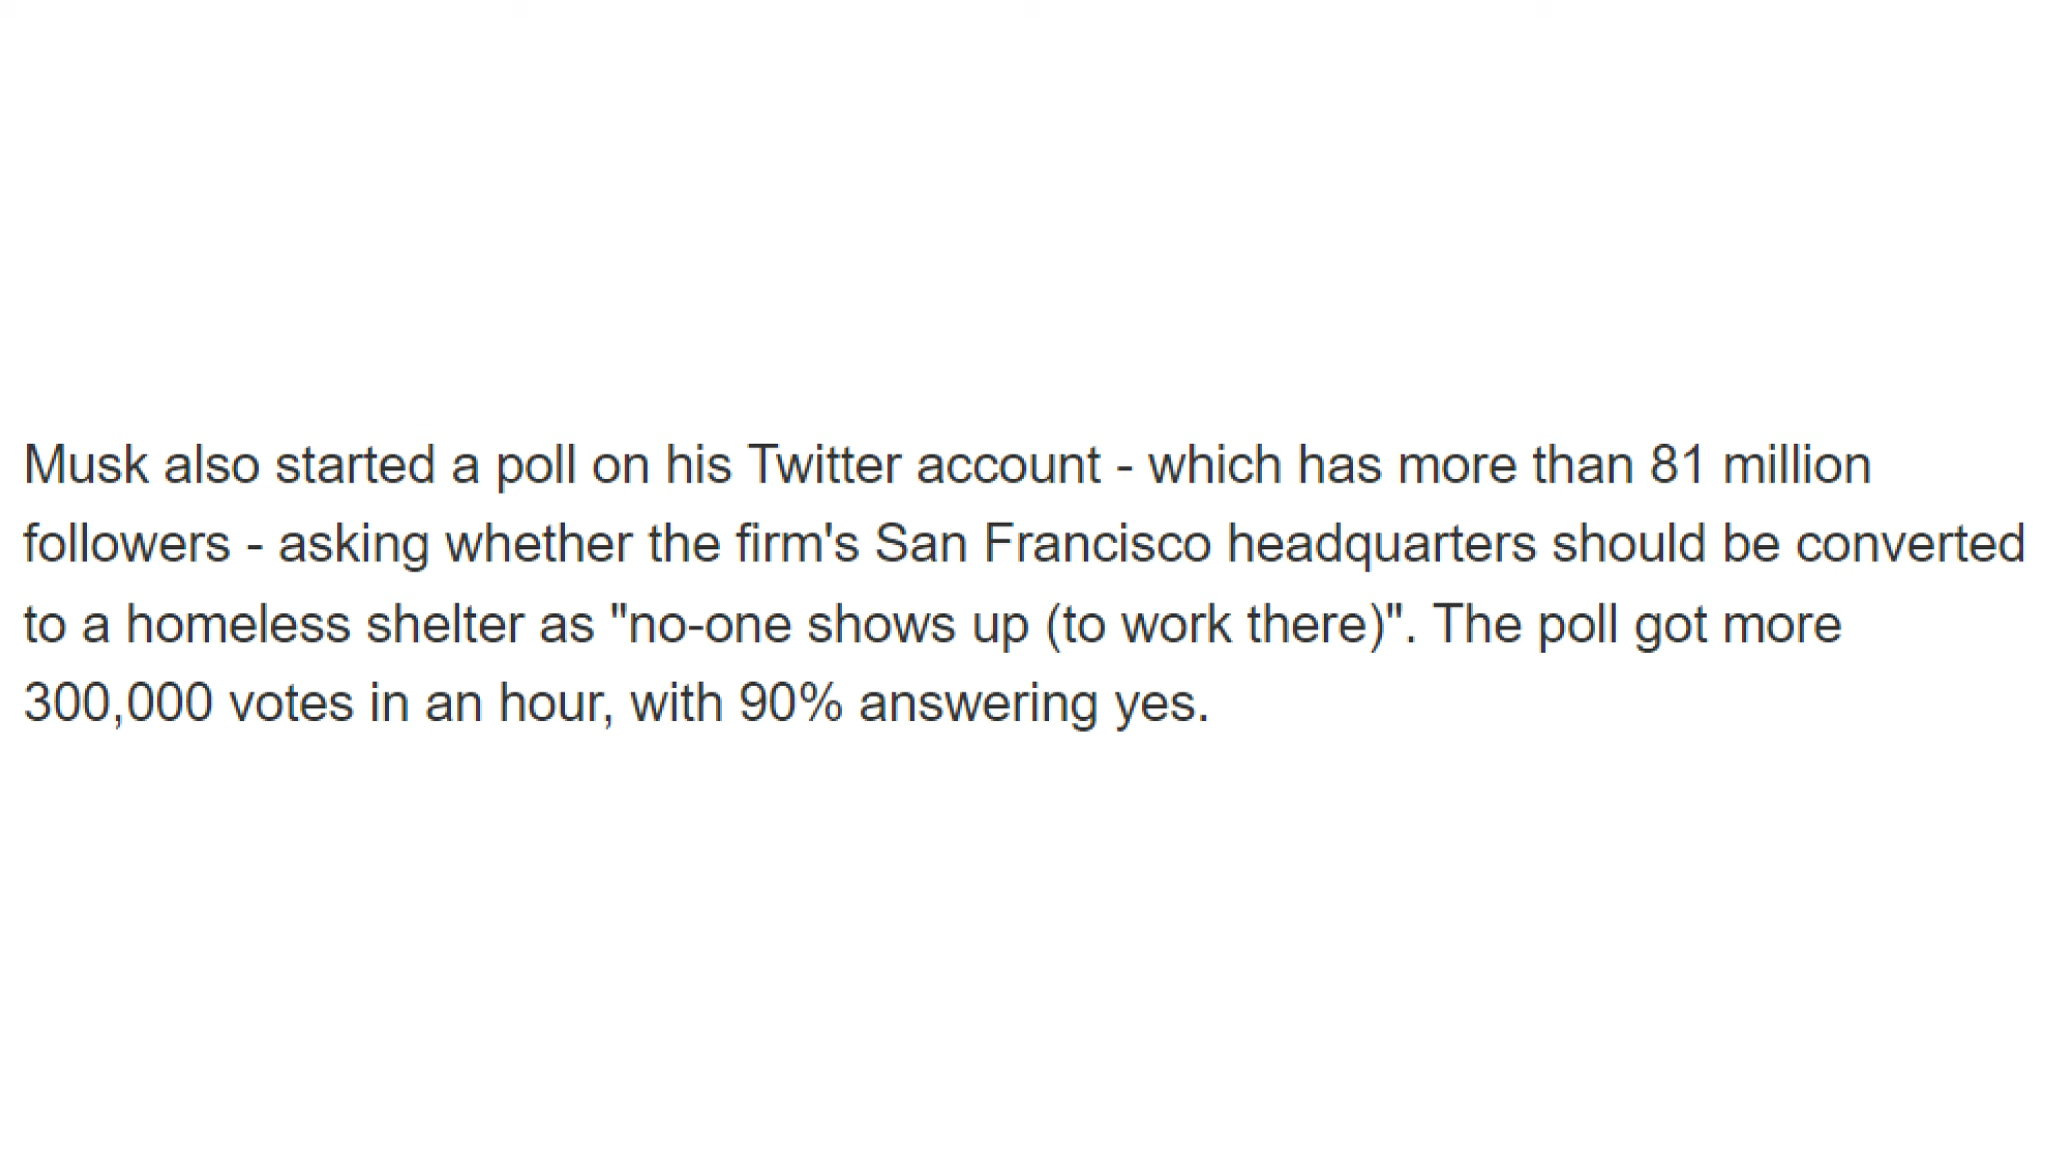 Musk also started a poll on his Twitter account - which has more than 81 million
followers - asking whether the firm's San Francisco headquarters should be converted
to a homeless shelter as "no-one shows up (to work there)". The poll got more
300,000 votes in an hour, with 90% answering yes.